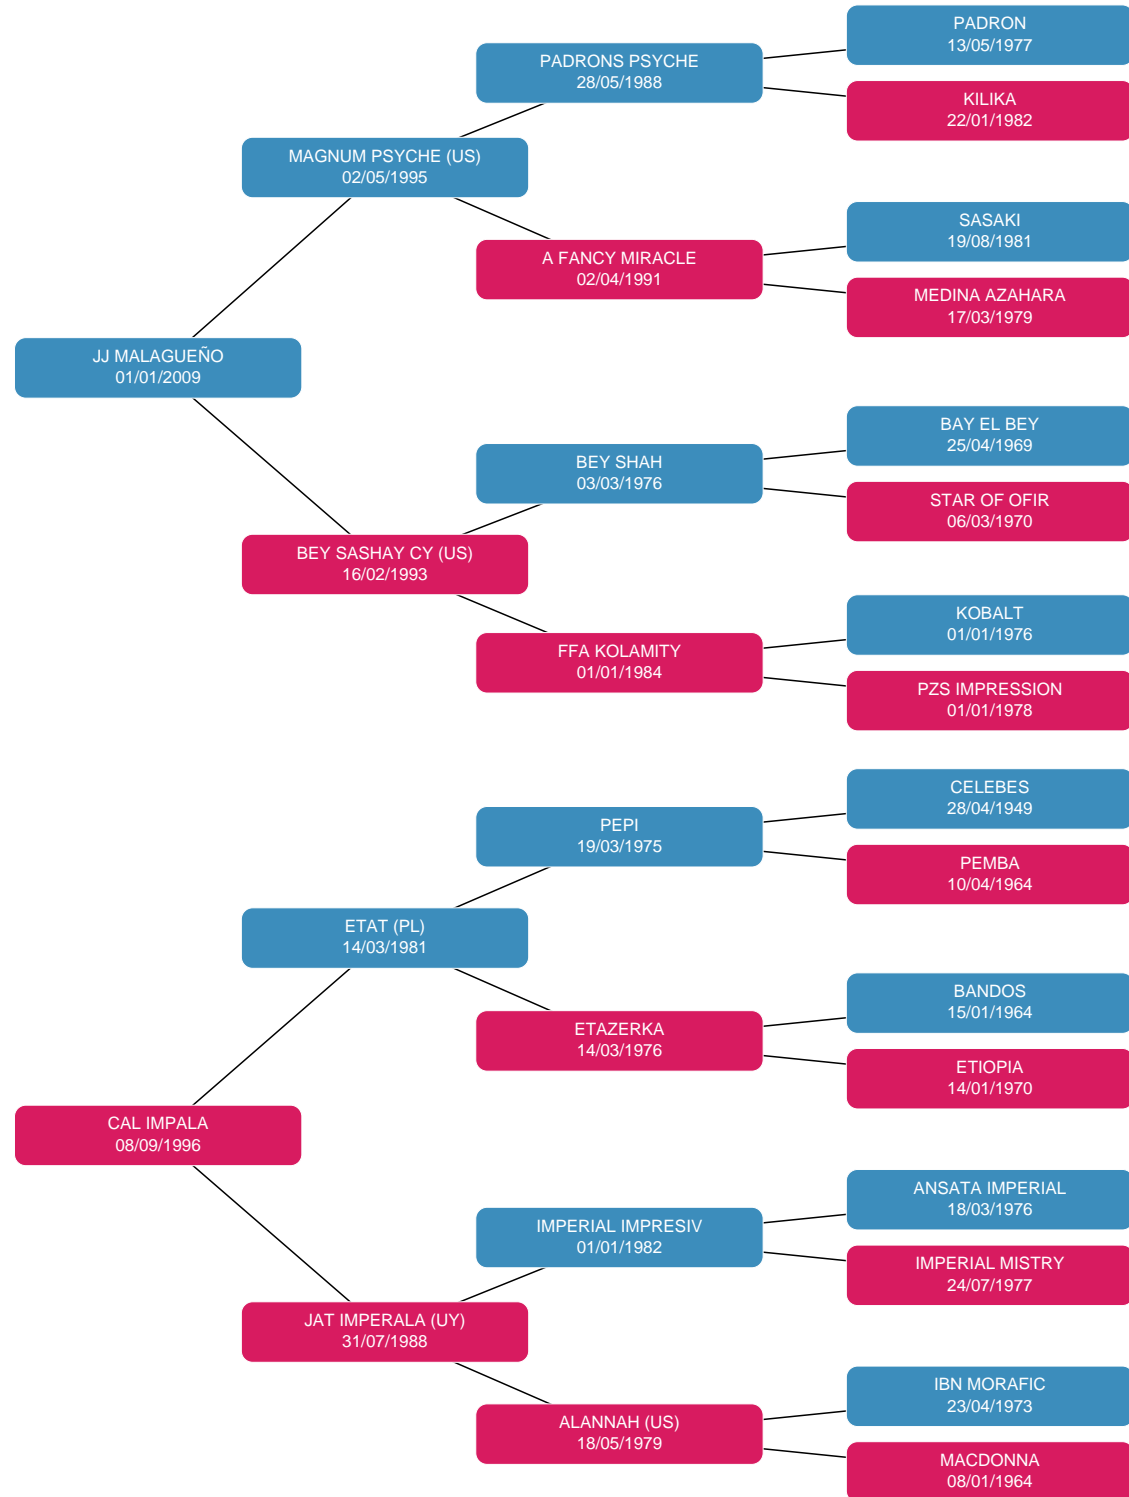 PADRON
13/05/1977
PADRONS PSYCHE
28/05/1988
KILIKA
22/01/1982
MAGNUM PSYCHE (US)
02/05/1995
SASAKI
19/08/1981
A FANCY MIRACLE
02/04/1991
MEDINA AZAHARA
17/03/1979
JJ MALAGUEÑO
01/01/2009
BAY EL BEY
25/04/1969
BEY SHAH
03/03/1976
STAR OF OFIR
06/03/1970
BEY SASHAY CY (US)
16/02/1993
KOBALT
01/01/1976
FFA KOLAMITY
01/01/1984
PZS IMPRESSION
01/01/1978
CELEBES
28/04/1949
PEPI
19/03/1975
PEMBA
10/04/1964
ETAT (PL)
14/03/1981
BANDOS
15/01/1964
ETAZERKA
14/03/1976
ETIOPIA
14/01/1970
CAL IMPALA
08/09/1996
ANSATA IMPERIAL
18/03/1976
IMPERIAL IMPRESIV
01/01/1982
IMPERIAL MISTRY
24/07/1977
JAT IMPERALA (UY)
31/07/1988
IBN MORAFIC
23/04/1973
ALANNAH (US)
18/05/1979
MACDONNA
08/01/1964